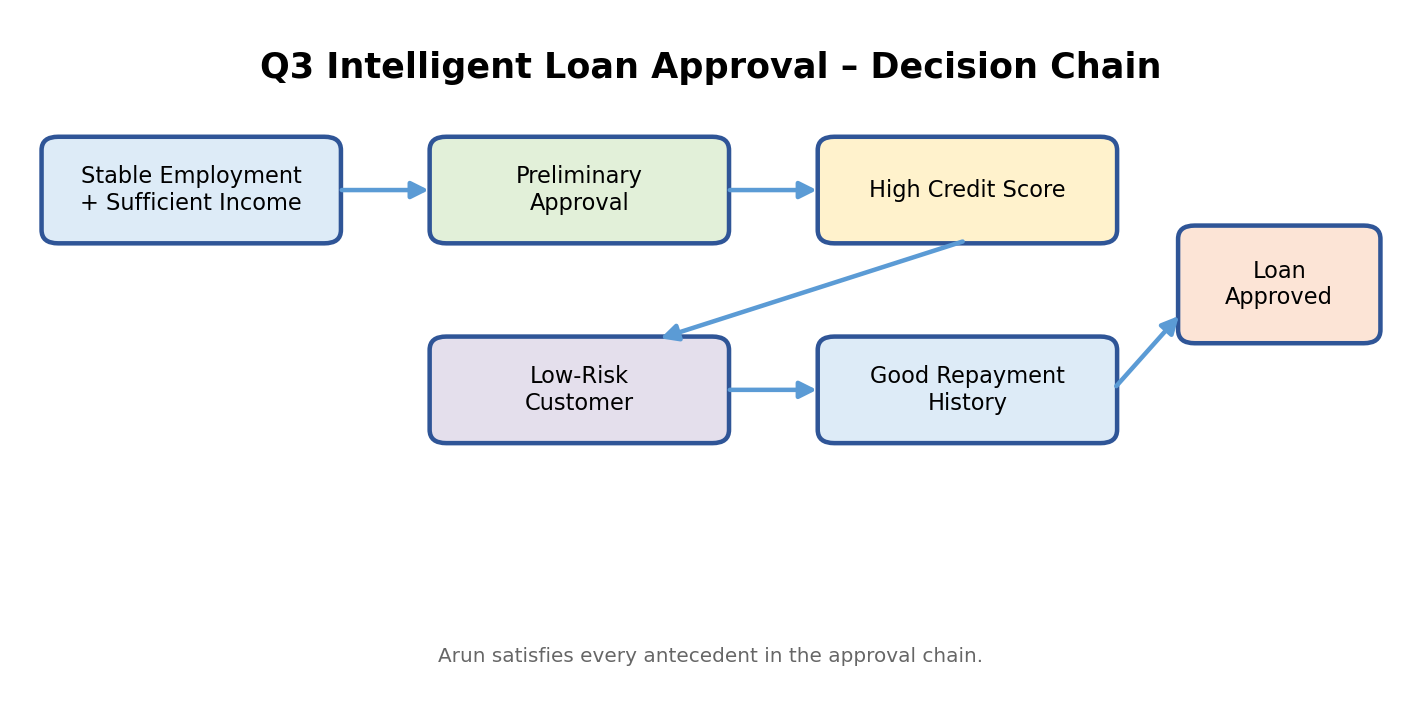 Q3 Intelligent Loan Approval – Decision Chain
Stable Employment
+ Sufficient Income
Preliminary
Approval
High Credit Score
Loan
Approved
Low-Risk
Customer
Good Repayment
History
Arun satisfies every antecedent in the approval chain.